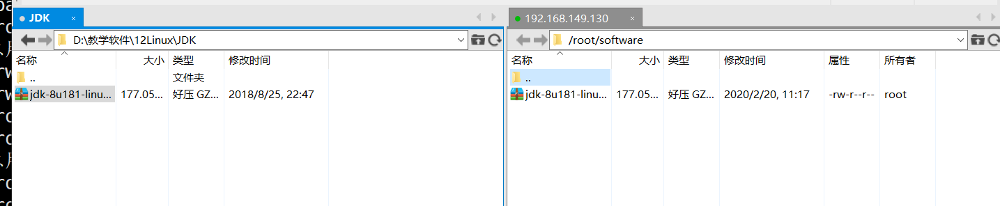 JDK
192.168.149.130
D:\教学软件\12Linux\JDK
/root/software
名称 大小 类型 修改时间
名称 大小 类型 修改时间 属性 所有者
.. 文件夹
..
jdk-8u181-linu... 177.05... 好压 GZ... 2018/8/25, 22:47
jdk-8u181-linu... 177.05... 好压 GZ... 2020/2/20, 11:17 -rw-r--r-- root